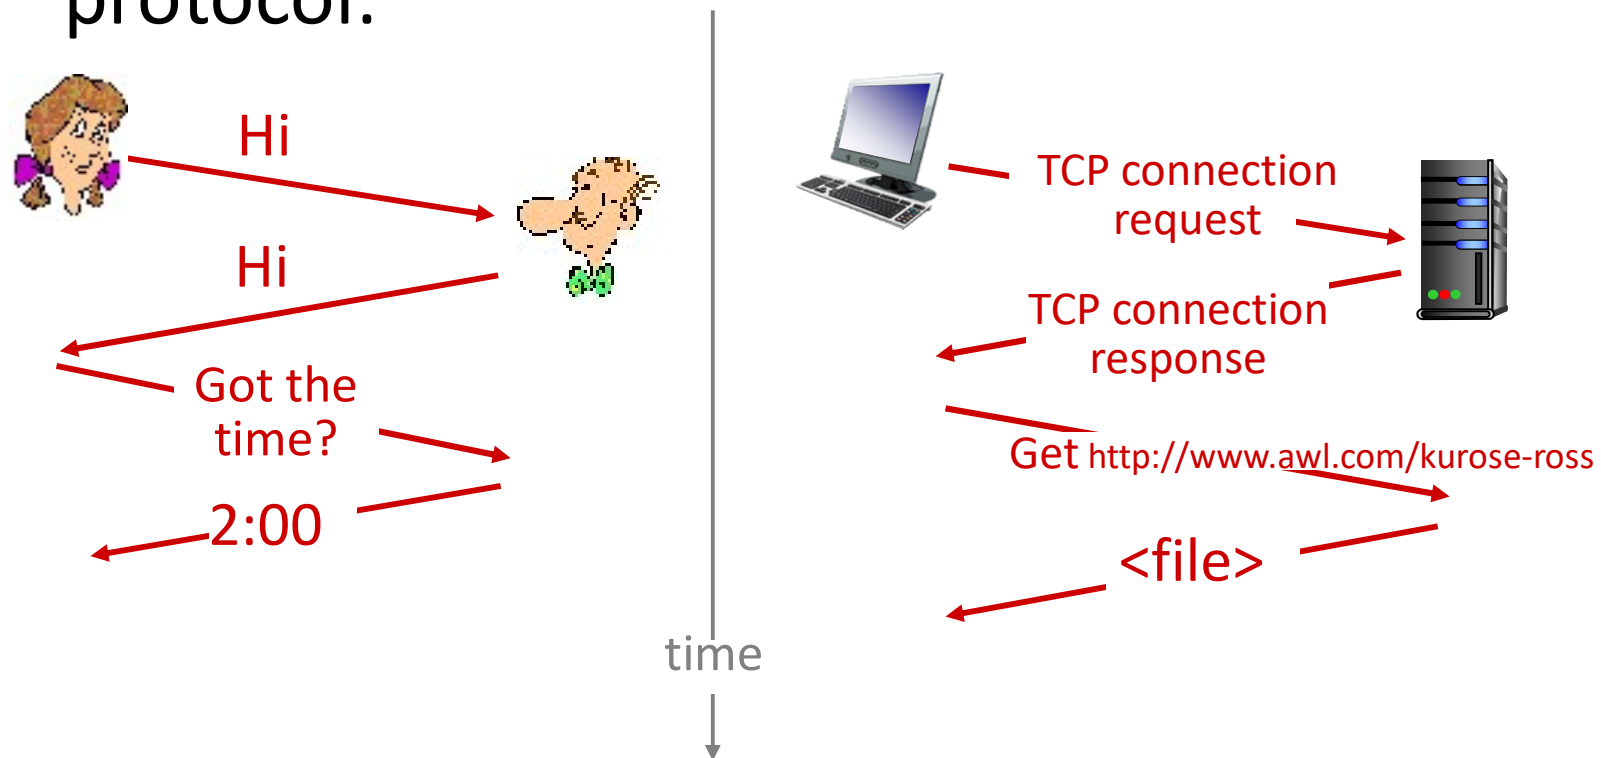 protocol:
Hi
Hi
Got the
time?
2:00
TCP connection
request
TCP connection
response
Get http://www.awl.com/kurose-ross
<file>
time